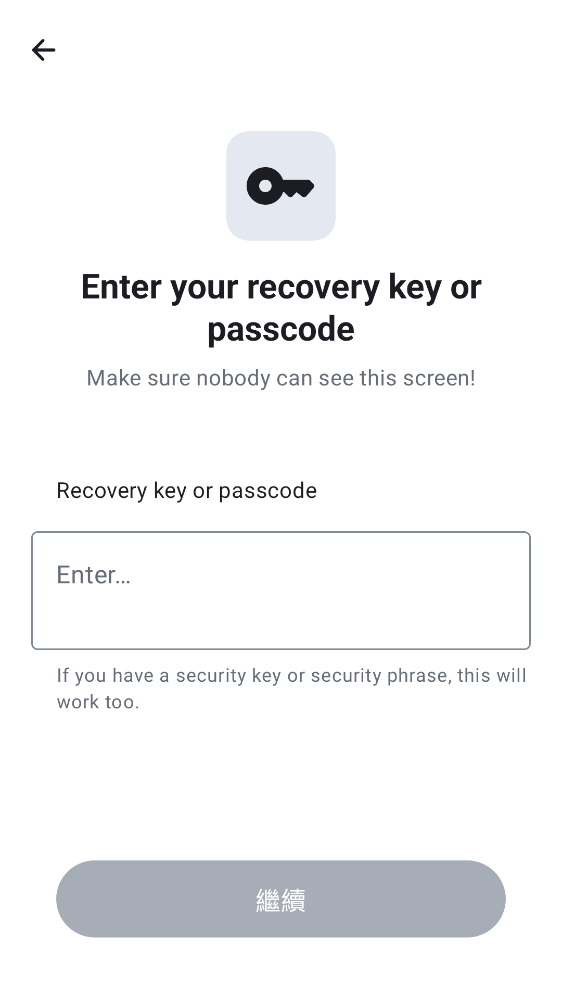 Enter your recovery key or
passcode
Make sure nobody can see this screen!
Recovery key or passcode
Enter...
If you have a security key or security phrase, this will
work too.
繼續